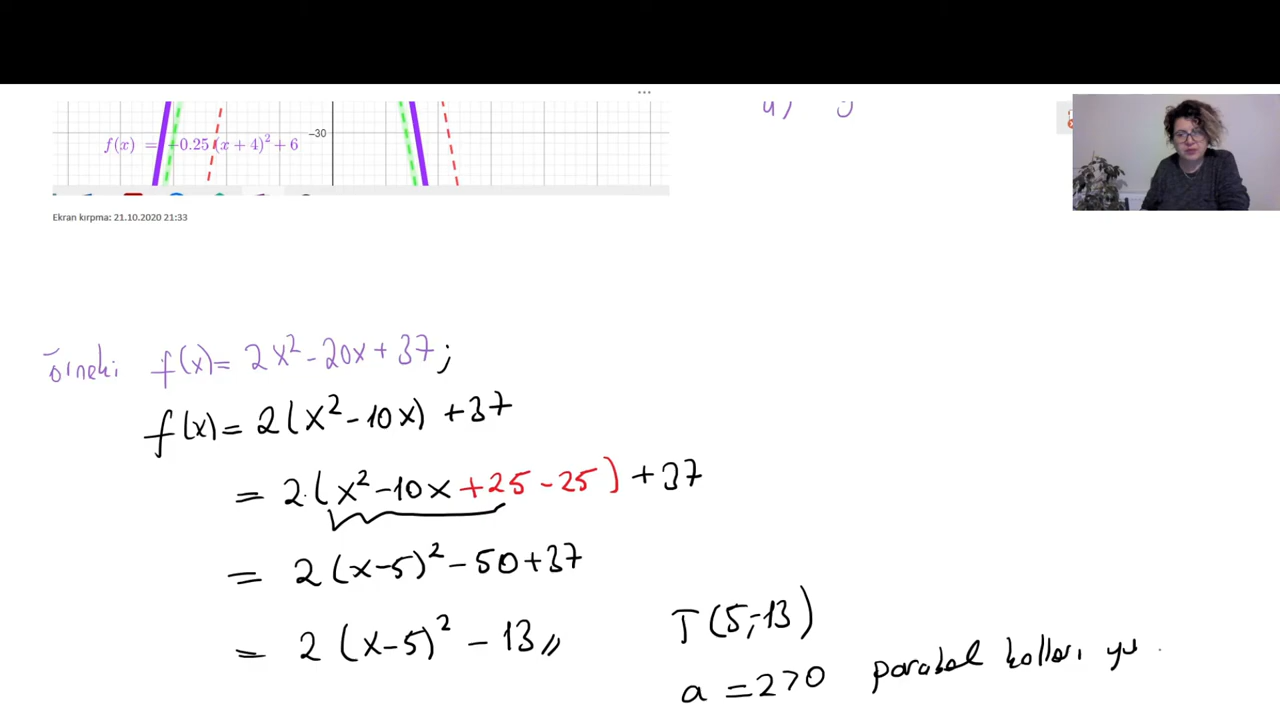 f(x) = -0.25 (x + 4)² + 6
-30
Ekran kırpma: 21.10.2020 21:33
örnek: f(x) = 2x² - 20x + 37 ;
f(x) = 2(x² - 10x) + 37
= 2.(x² - 10x + 25 - 25) + 37
= 2(x-5)² - 50 + 37
= 2(x-5)² - 13 //
T(5,-13)
a = 2 > 0 parabol kolları yu